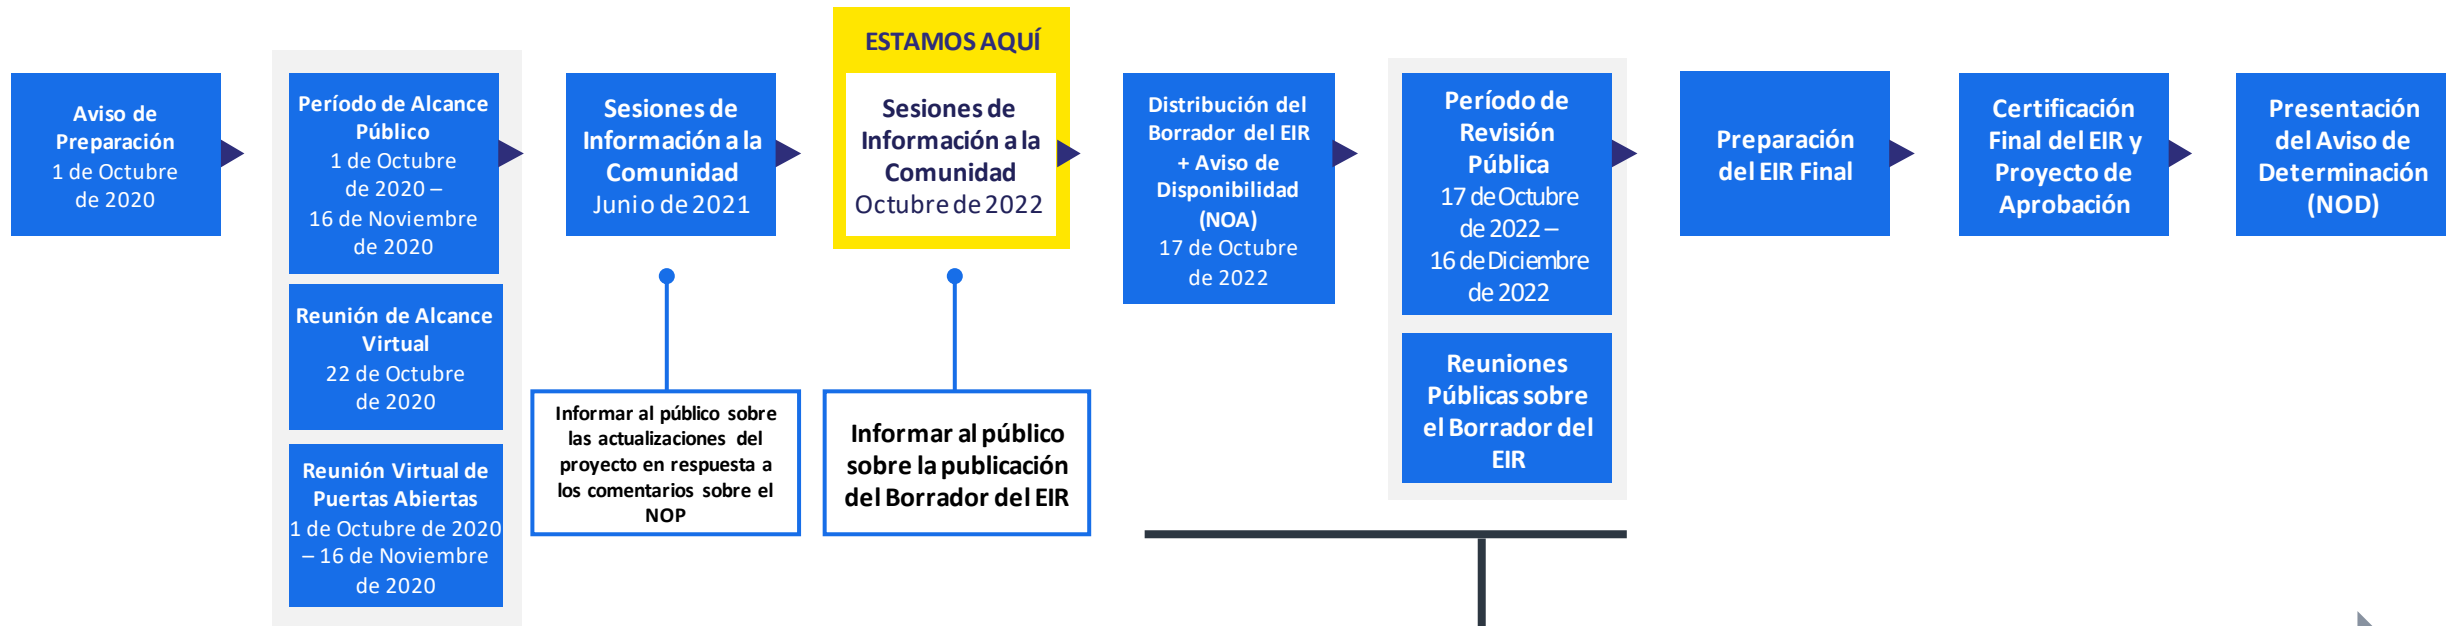 Aviso de
Preparación
1 de Octubre
de 2020
Período de Alcance
Público
1 de Octubre
de 2020 –
16 de Noviembre
de 2020
Reunión de Alcance
Virtual
22 de Octubre
de 2020
Reunión Virtual de
Puertas Abiertas
1 de Octubre de 2020
– 16 de Noviembre
de 2020
Sesiones de
Información a la
Comunidad
Junio de 2021
Informar al público sobre
las actualizaciones del
proyecto en respuesta a
los comentarios sobre el
NOP
ESTAMOS AQUÍ
Sesiones de
Información a la
Comunidad
Octubre de 2022
Informar al público
sobre la publicación
del Borrador del EIR
Distribución del
Borrador del EIR
+ Aviso de
Disponibilidad
(NOA)
17 de Octubre
de 2022
Período de
Revisión
Pública
17 de Octubre
de 2022 –
16 de Diciembre
de 2022
Reuniones
Públicas sobre
el Borrador del
EIR
Preparación
del EIR Final
Certificación
Final del EIR y
Proyecto de
Aprobación
Presentación
del Aviso de
Determinación
(NOD)